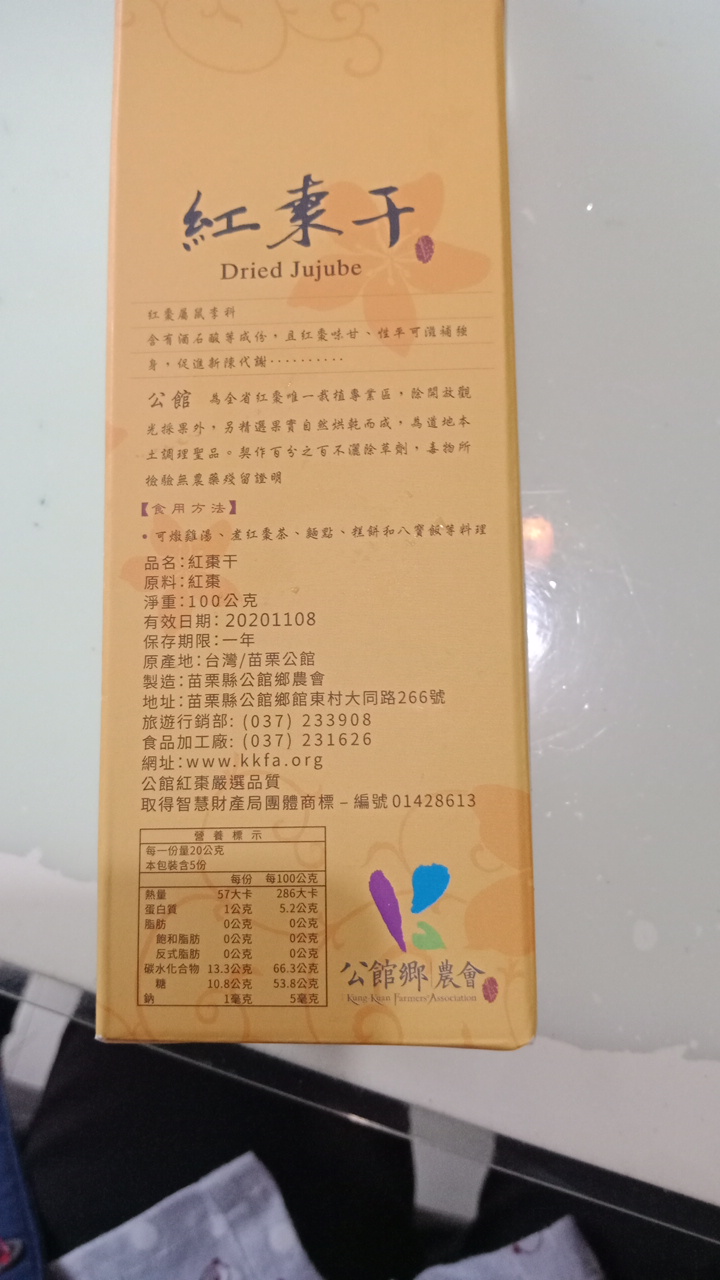 紅棗干
Dried Jujube
紅棗屬鼠李科
含有酒石酸等成份，且紅棗味甘、性平可滋補強
身，促進新陳代謝··········
公館 為全省紅棗唯一栽植專業區，除開放觀
光採果外，另精選果實自然烘乾而成，為道地本
土調理聖品。契作百分之百不灑除草劑，毒物所
檢驗無農藥殘留證明
【食用方法】
•可燉雞湯、煮紅棗茶、麵點、糕餅和八寶飯等料理
品名：紅棗干
原料：紅棗
淨重：100公克
有效日期：20201108
保存期限：一年
原產地：台灣/苗栗公館
製造：苗栗縣公館鄉農會
地址：苗栗縣公館鄉館東村大同路266號
旅遊行銷部: (037) 233908
食品加工廠: (037) 231626
網址：www.kkfa.org
公館紅棗嚴選品質
取得智慧財產局團體商標 – 編號01428613
營養標示
每一份量20公克
本包裝含5份
每份 每100公克
熱量 57大卡 286大卡
蛋白質 1公克 5.2公克
脂肪 0公克 0公克
飽和脂肪 0公克 0公克
反式脂肪 0公克 0公克
碳水化合物 13.3公克 66.3公克
糖 10.8公克 53.8公克
鈉 1毫克 5毫克
公館鄉農會
Kung-Kuan Farmers' Association